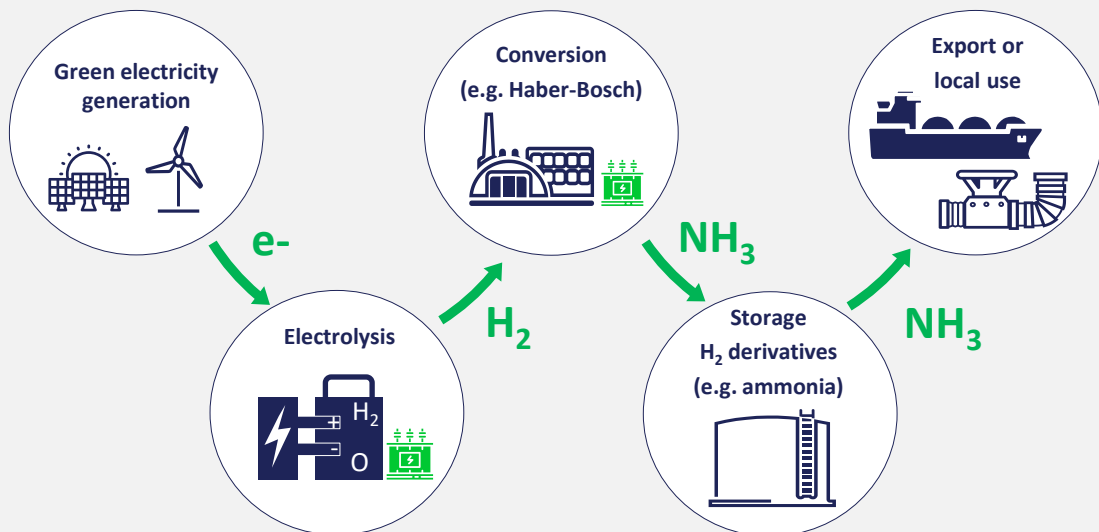 Green electricity
generation
e-
Electrolysis
+
-
H₂
O
H₂
Conversion
(e.g. Haber-Bosch)
NH₃
Storage
H₂ derivatives
(e.g. ammonia)
NH₃
Export or
local use